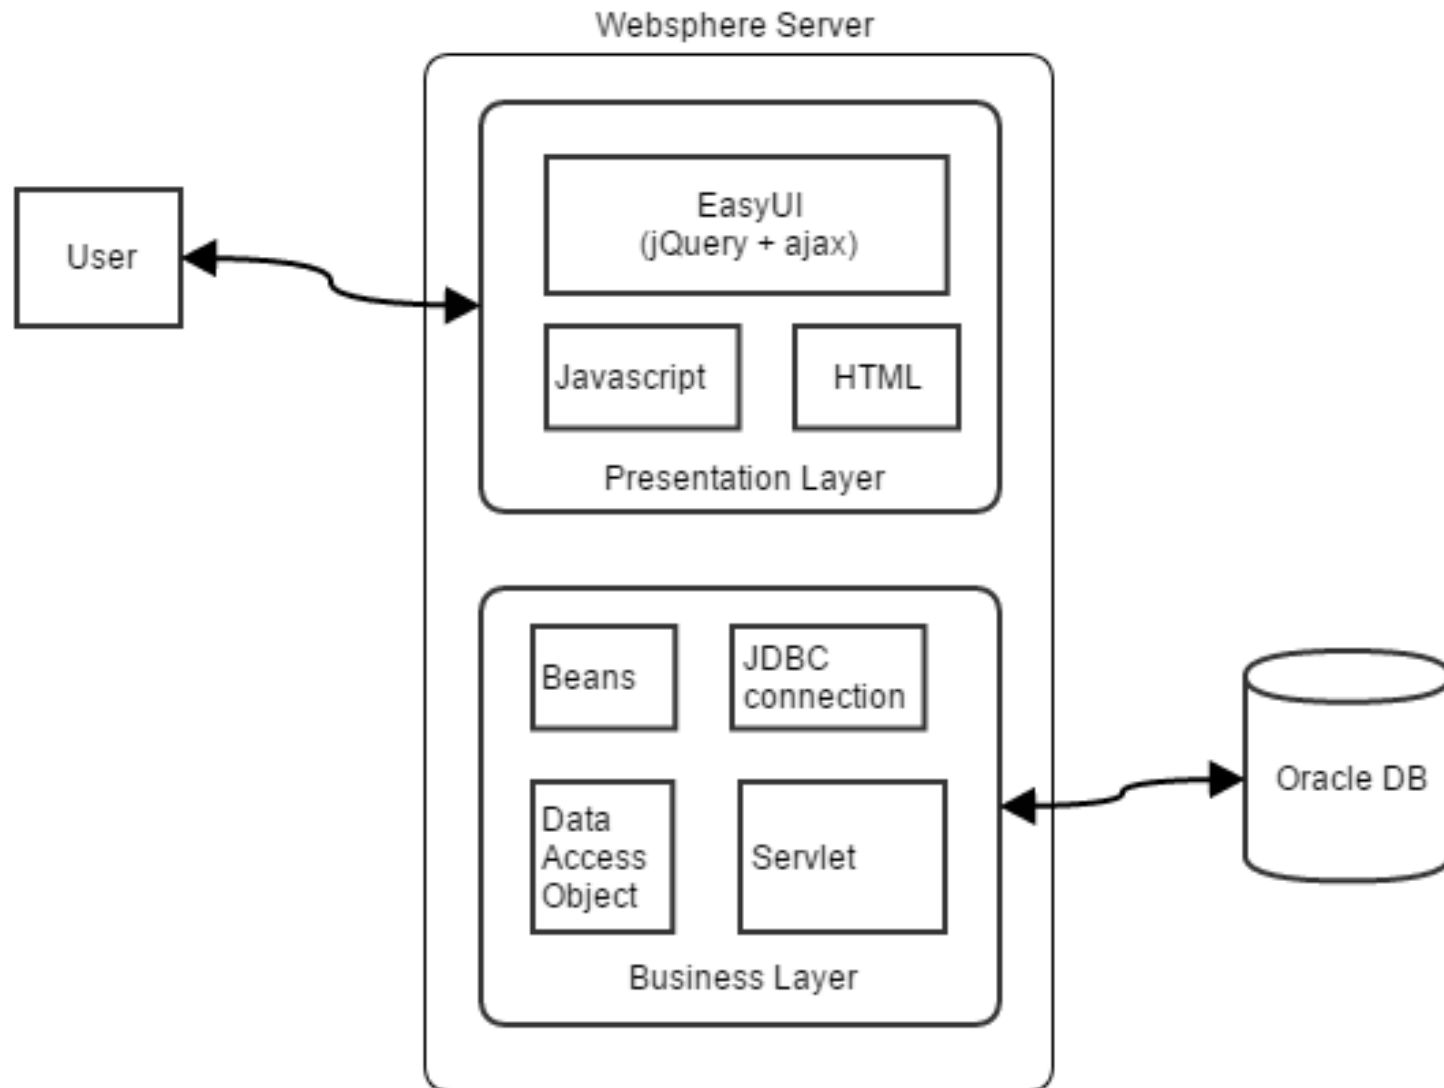 Websphere Server
User
EasyUI
(jQuery + ajax)
Javascript
HTML
Presentation Layer
Beans
JDBC
connection
Data
Access
Object
Servlet
Business Layer
Oracle DB